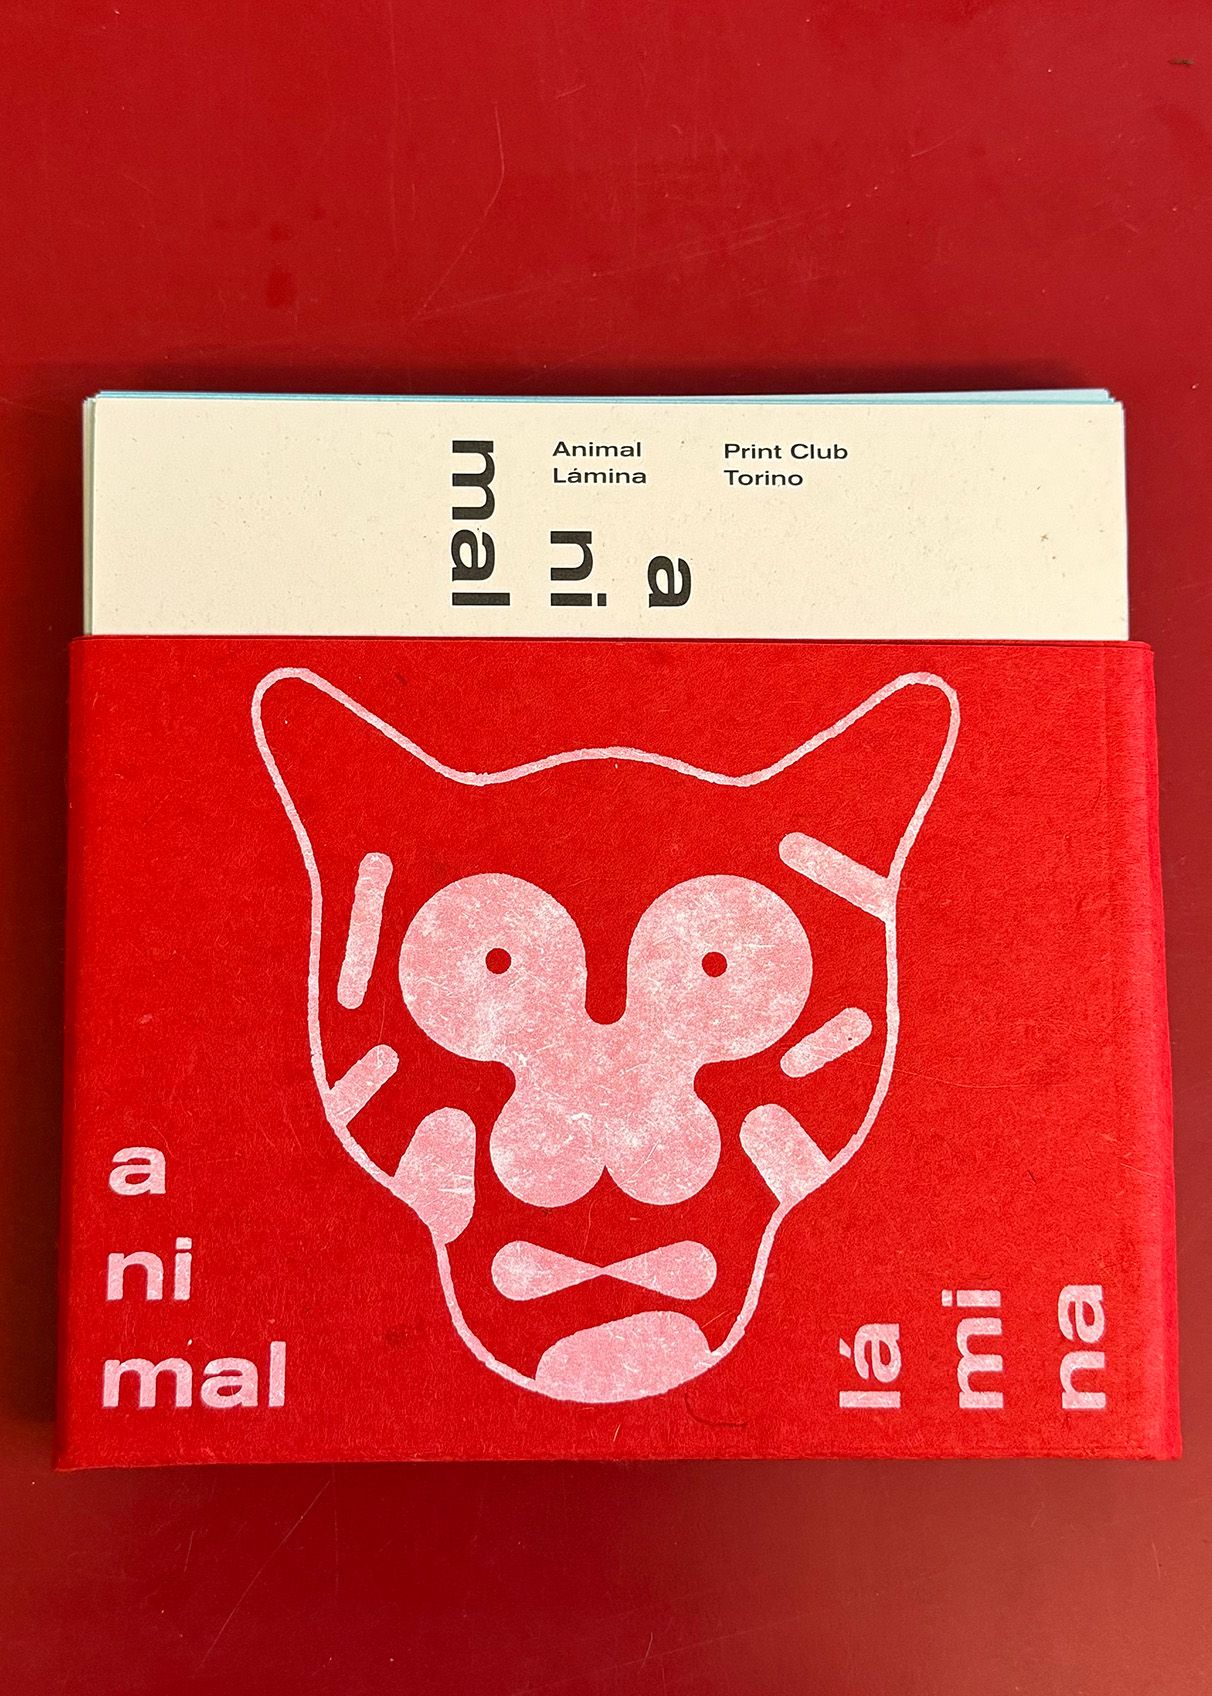 Animal
Lámina
Print Club
Torino
a
ni
mal
a
ni
mal
lá
mi
na